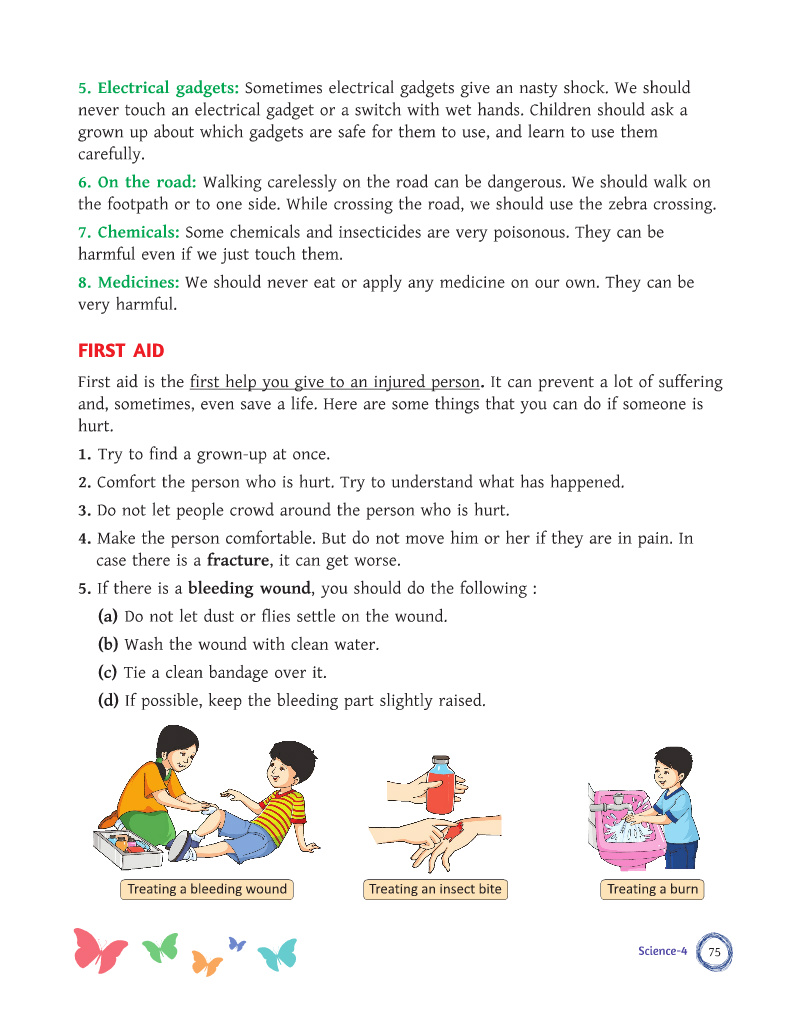 5. Electrical gadgets: Sometimes electrical gadgets give an nasty shock. We should
never touch an electrical gadget or a switch with wet hands. Children should ask a
grown up about which gadgets are safe for them to use, and learn to use them
carefully.
6. On the road: Walking carelessly on the road can be dangerous. We should walk on
the footpath or to one side. While crossing the road, we should use the zebra crossing.
7. Chemicals: Some chemicals and insecticides are very poisonous. They can be
harmful even if we just touch them.
8. Medicines: We should never eat or apply any medicine on our own. They can be
very harmful.
FIRST AID
First aid is the first help you give to an injured person. It can prevent a lot of suffering
and, sometimes, even save a life. Here are some things that you can do if someone is
hurt.
1. Try to find a grown-up at once.
2. Comfort the person who is hurt. Try to understand what has happened.
3. Do not let people crowd around the person who is hurt.
4. Make the person comfortable. But do not move him or her if they are in pain. In
case there is a fracture, it can get worse.
5. If there is a bleeding wound, you should do the following :
(a) Do not let dust or flies settle on the wound.
(b) Wash the wound with clean water.
(c) Tie a clean bandage over it.
(d) If possible, keep the bleeding part slightly raised.
Treating a bleeding wound
Treating an insect bite
Treating a burn
Science-4
75